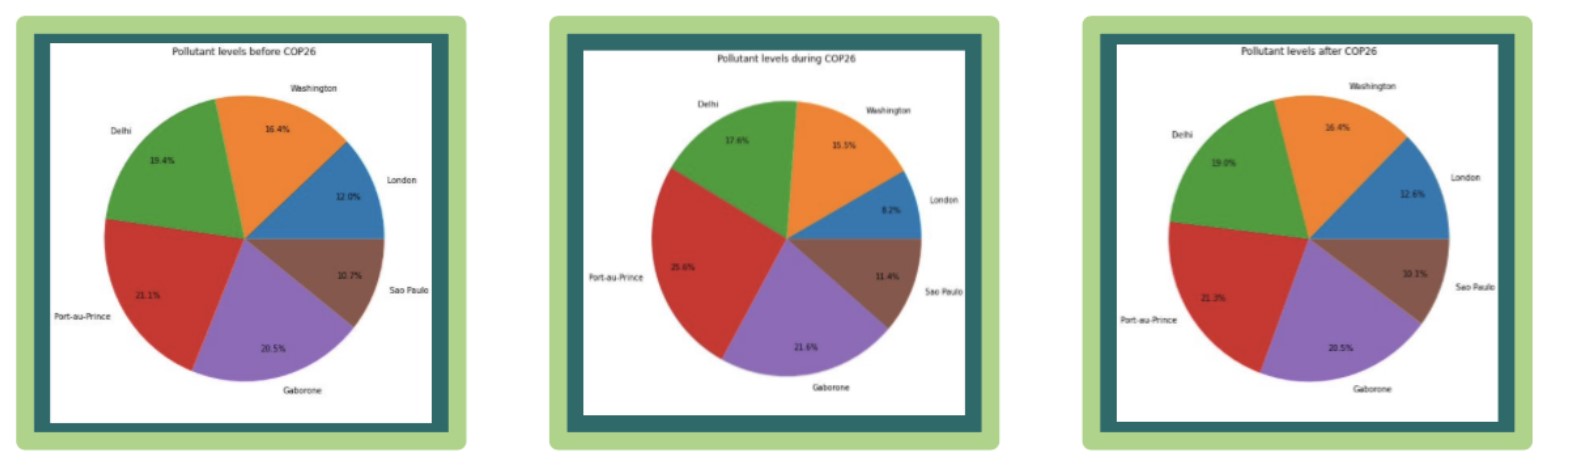 Pollutant levels before COP26
Washington
16.4%
Delhi
19.4%
London
12.0%
10.7%
Sao Paulo
21.1%
Port-au-Prince
20.5%
Gaborone
Pollutant levels during COP26
Delhi
Washington
17.6%
15.5%
London
8.2%
25.6%
Port-au-Prince
11.4%
Sao Paulo
21.6%
Gaborone
Pollutant levels after COP26
Washington
16.4%
Delhi
19.0%
London
12.6%
10.1%
Sao Paulo
21.3%
Port-au-Prince
20.5%
Gaborone